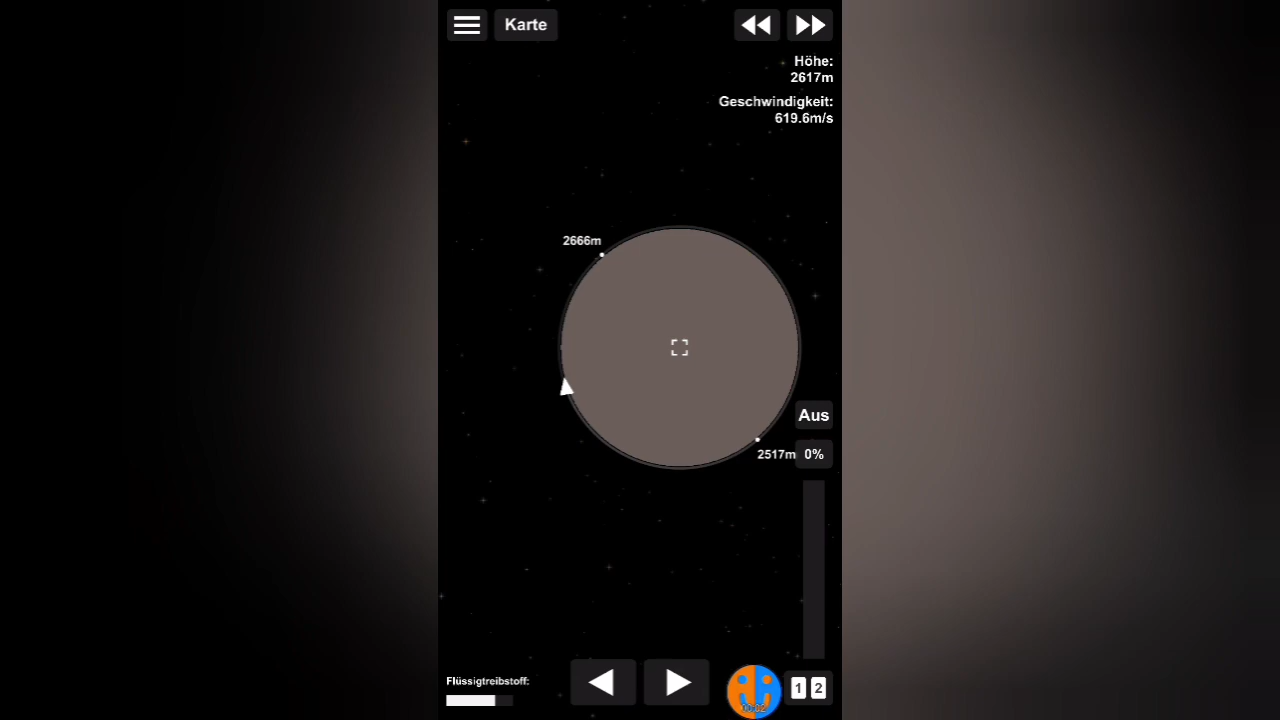 Karte
Höhe:
2617m
Geschwindigkeit:
619.6m/s
2666m
Aus
2517m
0%
Flüssigtreibstoff:
1 2